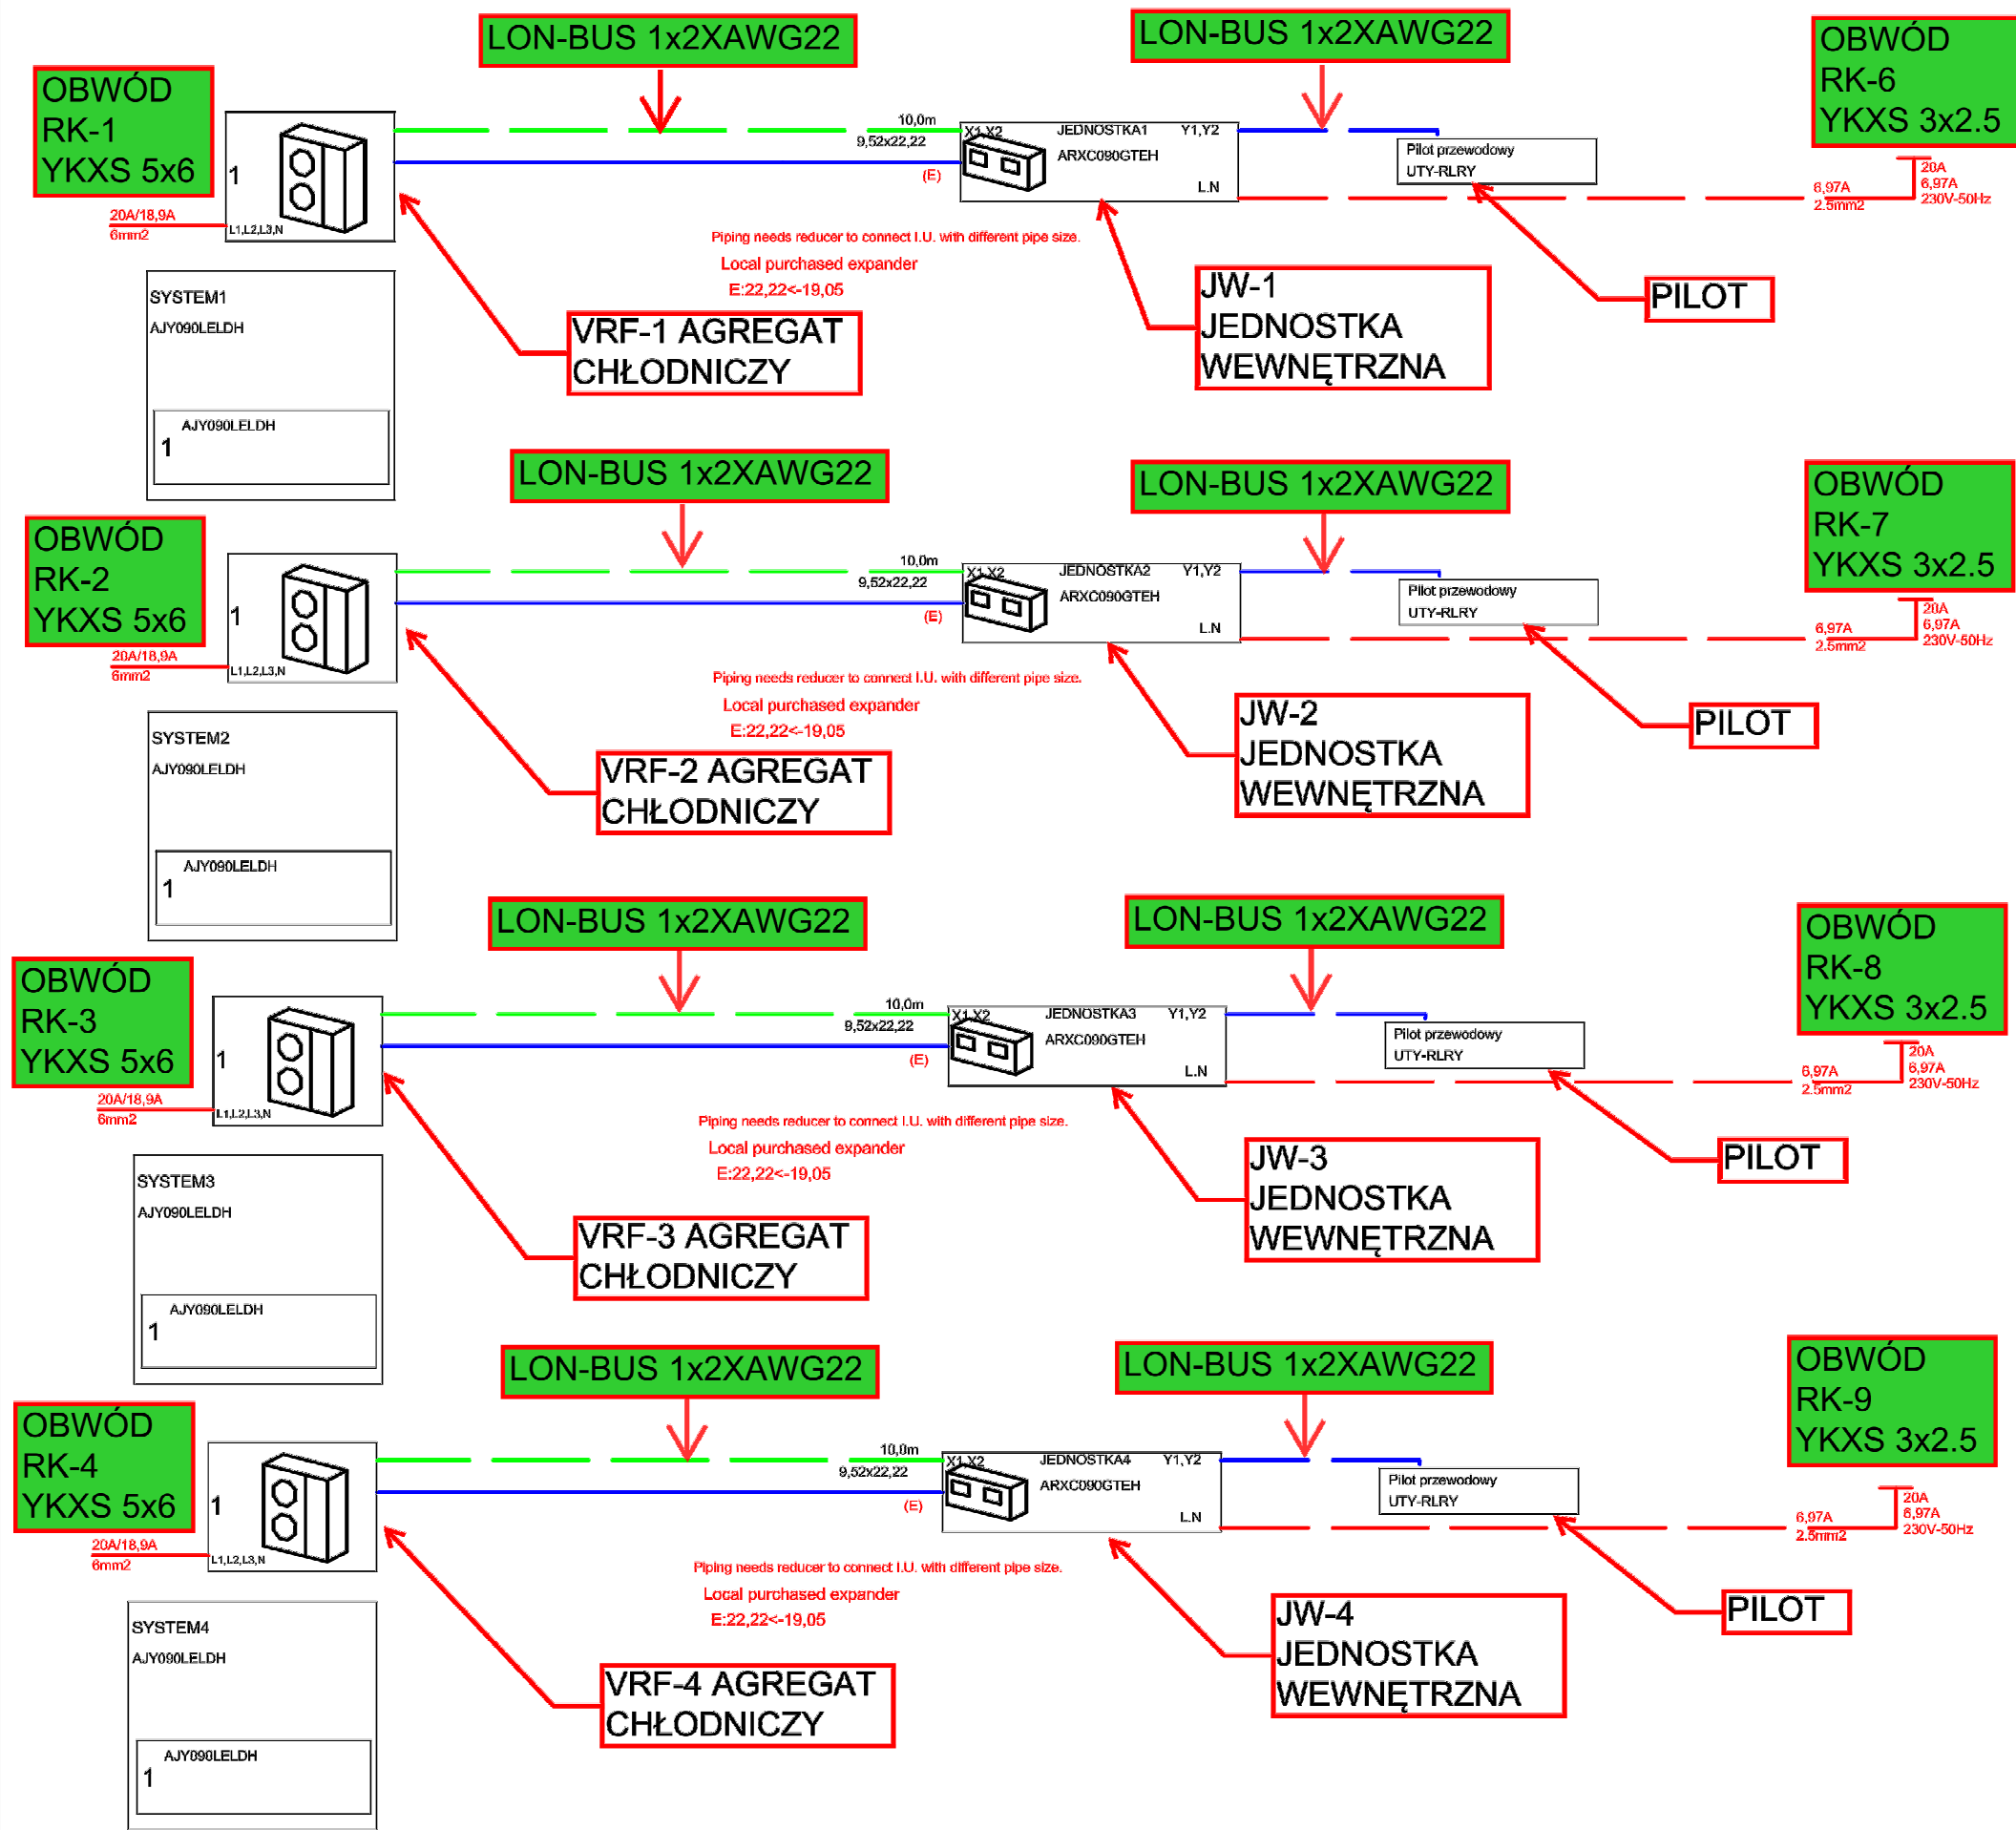 LON-BUS 1x2XAWG22
LON-BUS 1x2XAWG22
OBWÓD
RK-6
YKXS 3x2.5
OBWÓD
RK-1
YKXS 5x6
20A/18,9A
6mm2
1
L1,L2,L3,N
10,0m
9,52x22,22
(E)
X1,X2
JEDNOSTKA1
Y1,Y2
ARXC090GTEH
L.N
Pilot przewodowy
UTY-RLRY
6,97A
2.5mm2
20A
6,97A
230V-50Hz
Piping needs reducer to connect I.U. with different pipe size.
Local purchased expander
E:22,22<-19,05
SYSTEM1
AJY090LELDH
AJY090LELDH
1
VRF-1 AGREGAT
CHŁODNICZY
JW-1
JEDNOSTKA
WEWNĘTRZNA
PILOT
LON-BUS 1x2XAWG22
LON-BUS 1x2XAWG22
OBWÓD
RK-7
YKXS 3x2.5
OBWÓD
RK-2
YKXS 5x6
20A/18,9A
6mm2
1
L1,L2,L3,N
10,0m
9,52x22,22
(E)
X1,X2
JEDNOSTKA2
Y1,Y2
ARXC090GTEH
L.N
Pilot przewodowy
UTY-RLRY
6,97A
2.5mm2
20A
6,97A
230V-50Hz
Piping needs reducer to connect I.U. with different pipe size.
Local purchased expander
E:22,22<-19,05
SYSTEM2
AJY090LELDH
AJY090LELDH
1
VRF-2 AGREGAT
CHŁODNICZY
JW-2
JEDNOSTKA
WEWNĘTRZNA
PILOT
LON-BUS 1x2XAWG22
LON-BUS 1x2XAWG22
OBWÓD
RK-8
YKXS 3x2.5
OBWÓD
RK-3
YKXS 5x6
20A/18,9A
6mm2
1
L1,L2,L3,N
10,0m
9,52x22,22
(E)
X1,X2
JEDNOSTKA3
Y1,Y2
ARXC090GTEH
L.N
Pilot przewodowy
UTY-RLRY
6,97A
2.5mm2
20A
6,97A
230V-50Hz
Piping needs reducer to connect I.U. with different pipe size.
Local purchased expander
E:22,22<-19,05
SYSTEM3
AJY090LELDH
AJY090LELDH
1
VRF-3 AGREGAT
CHŁODNICZY
JW-3
JEDNOSTKA
WEWNĘTRZNA
PILOT
LON-BUS 1x2XAWG22
LON-BUS 1x2XAWG22
OBWÓD
RK-9
YKXS 3x2.5
OBWÓD
RK-4
YKXS 5x6
20A/18,9A
6mm2
1
L1,L2,L3,N
10,0m
9,52x22,22
(E)
X1,X2
JEDNOSTKA4
Y1,Y2
ARXC090GTEH
L.N
Pilot przewodowy
UTY-RLRY
6,97A
2.5mm2
20A
6,97A
230V-50Hz
Piping needs reducer to connect I.U. with different pipe size.
Local purchased expander
E:22,22<-19,05
SYSTEM4
AJY090LELDH
AJY090LELDH
1
VRF-4 AGREGAT
CHŁODNICZY
JW-4
JEDNOSTKA
WEWNĘTRZNA
PILOT